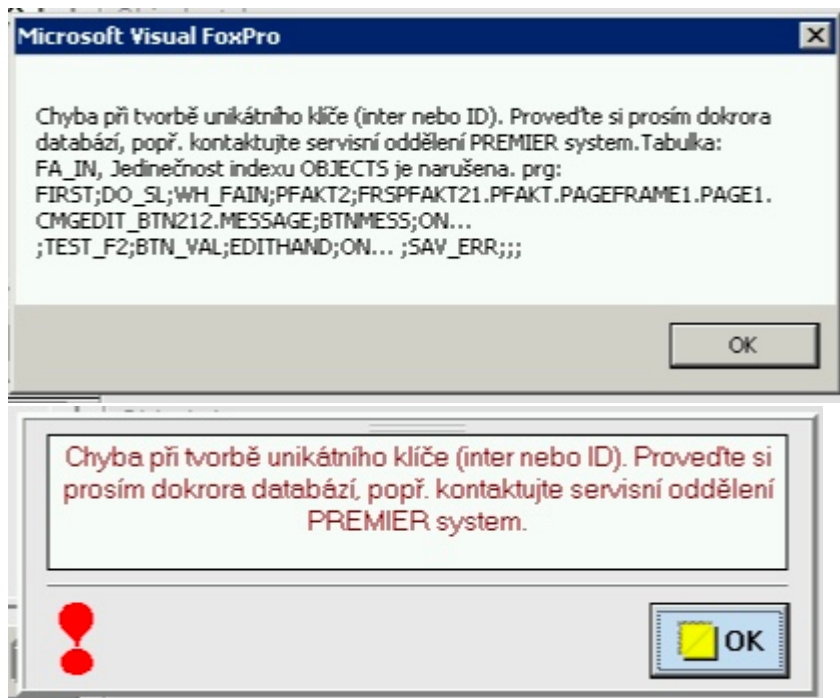 Microsoft Visual FoxPro
Chyba při tvorbě unikátního klíče (inter nebo ID). Proveďte si prosím dokrora
databází, popř. kontaktujte servisní oddělení PREMIER system.Tabulka:
FA_IN, Jedinečnost indexu OBJECTS je narušena. prg:
FIRST;DO_SL;WH_FAIN;PFAKT2;FRSPFAKT21.PFAKT.PAGEFRAME1.PAGE1.
CMGEDIT_BTN212.MESSAGE;BTNMESS;ON...
;TEST_F2;BTN_VAL;EDITHAND;ON... ;SAV_ERR;;;
OK
Chyba při tvorbě unikátního klíče (inter nebo ID). Proveďte si
prosím dokrora databází, popř. kontaktujte servisní oddělení
PREMIER system.
OK